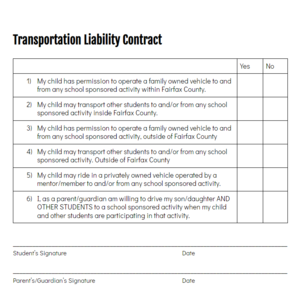 Transportation Liability Contract
Yes No
1) My child has permission to operate a family owned vehicle to and
from any school sponsored activity within Fairfax County.
2) My child may transport other students to and/or from any school
sponsored activity inside Fairfax County.
3) My child has permission to operate a family owned vehicle to and
from any school sponsored activity, outside of Fairfax County
4) My child may transport other students to and/or from any school
sponsored activity, Outside of Fairfax County
5) My child may ride in a privately owned vehicle operated by a
mentor/member to and/or from any school sponsored activity.
6) I, as a parent/guardian am willing to drive my son/daughter AND
OTHER STUDENTS to a school sponsored activity when my child
and other students are participating in that activity.
Student's Signature Date
Parent's/Guardian's Signature Date